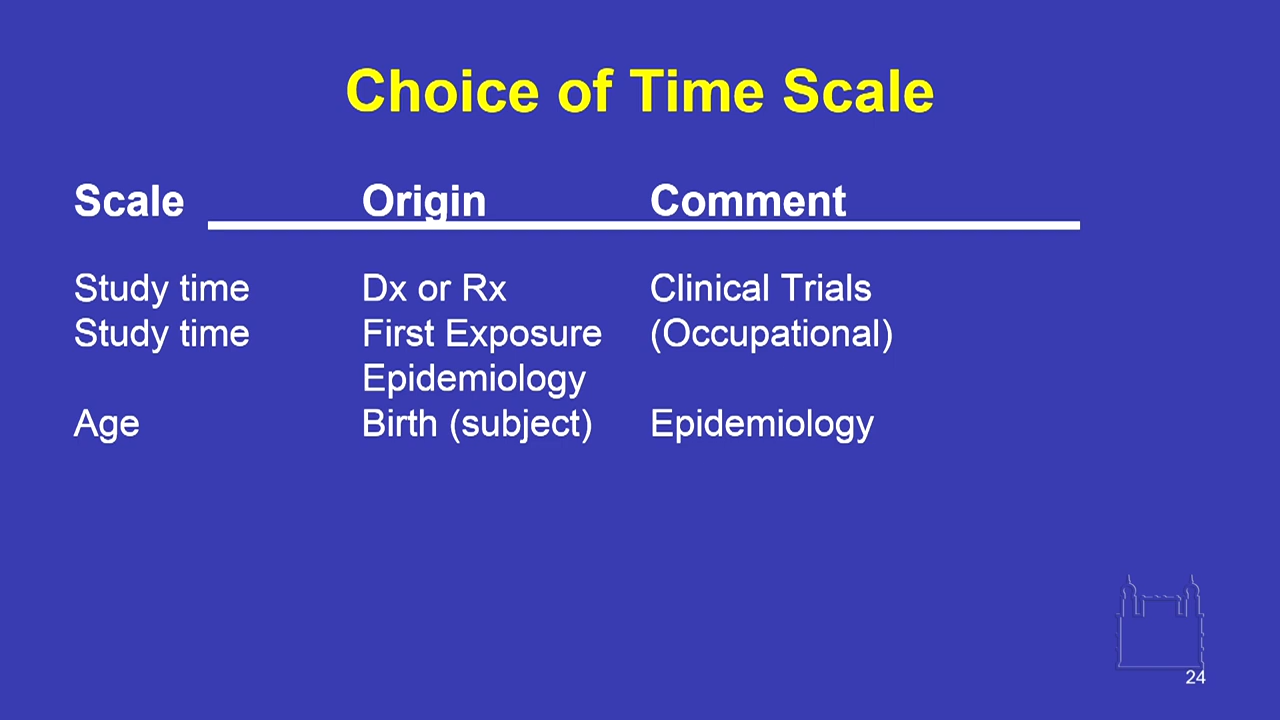 Choice of Time Scale
Scale Origin Comment
Study time Dx or Rx Clinical Trials
Study time First Exposure (Occupational)
Epidemiology
Age Birth (subject) Epidemiology
24